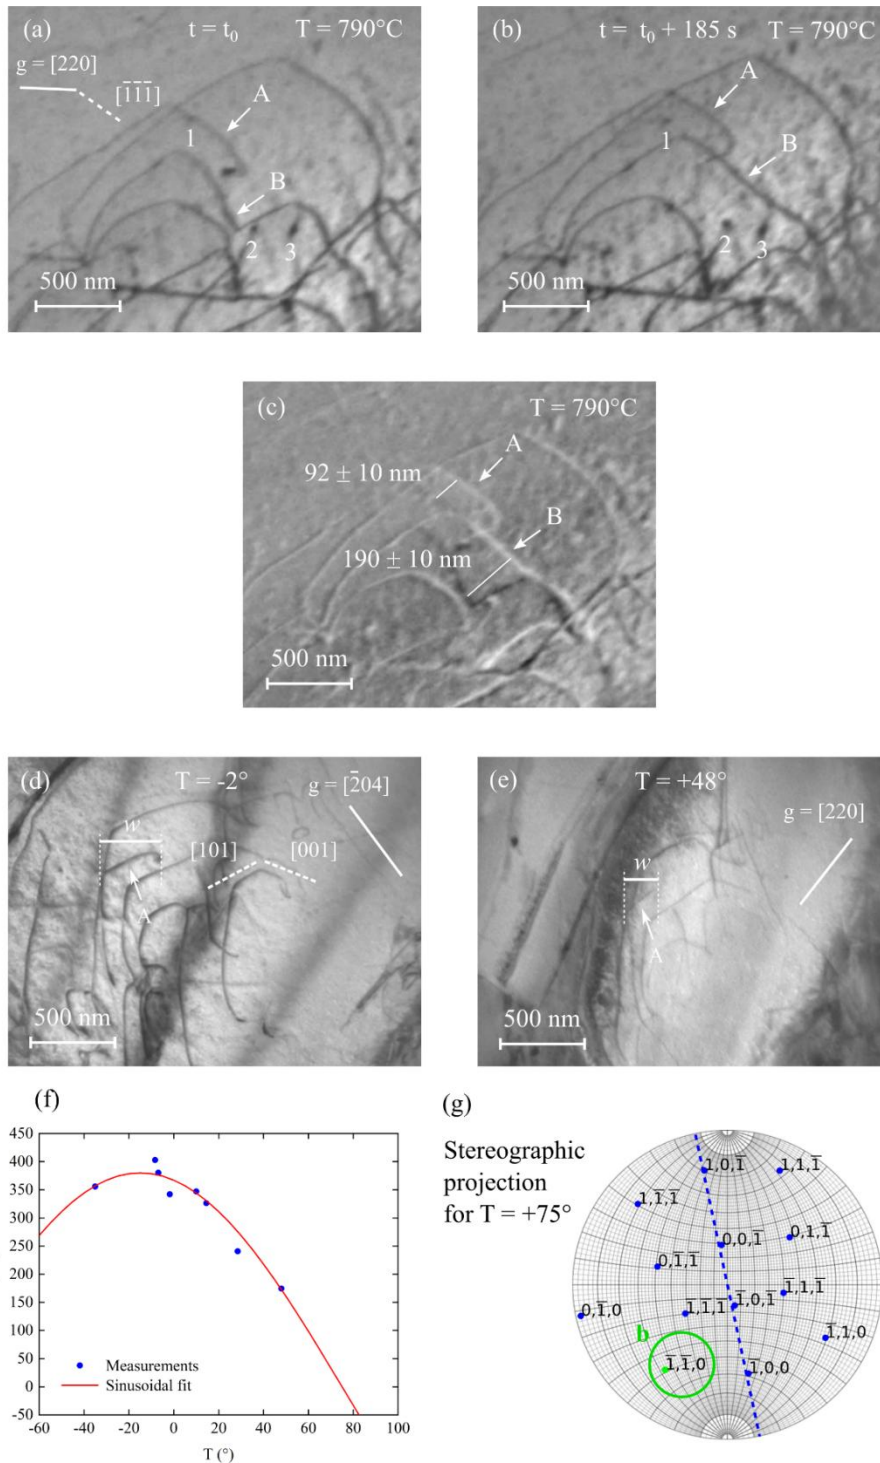 (a)
t = t₀
T = 790°C
g = [220]
[1̅1̅1̅]
A
1
B
2
3
500 nm
(b)
t = t₀ + 185 s
T = 790°C
A
1
B
2
3
500 nm
(c)
T = 790°C
A
92 ± 10 nm
B
190 ± 10 nm
500 nm
(d)
T = -2°
g = [2̅04]
w
[101]
[001]
A
500 nm
(e)
T = +48°
g = [220]
w
A
500 nm
(f)
450
400
350
300
250
200
150
100
50
0
-50
-60
-40
-20
0
20
40
60
80
100
Measurements
Sinusoidal fit
T (°)
(g)
Stereographic
projection
for T = +75°
1,0,1̅
1,1,1̅
1,1̅,1̅
0,1,1̅
0,0,1̅
0,1̅,1̅
1̅,1,1̅
1̅,0,1̅
0,1̅,0
1̅,1̅,1̅
1̅,1,0
b
1̅,1̅,0
1̅,0,0